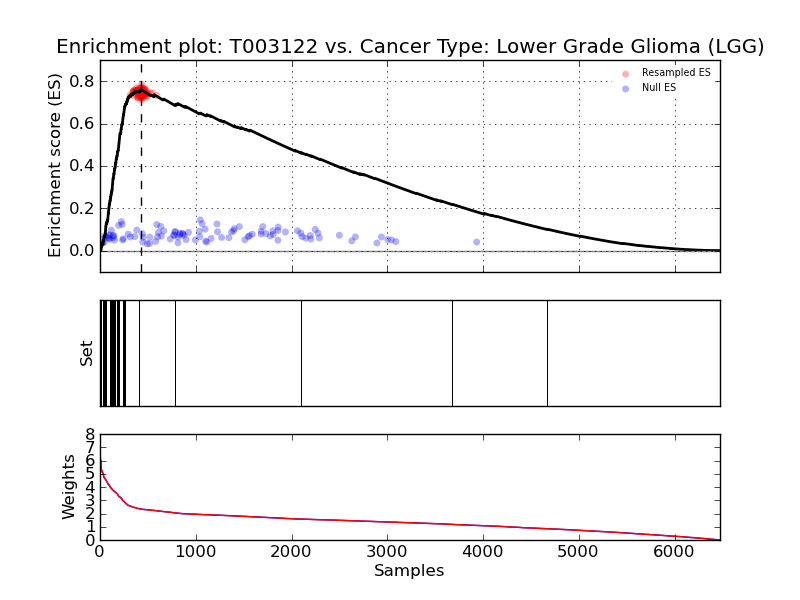 Enrichment plot: T003122 vs. Cancer Type: Lower Grade Glioma (LGG)
Enrichment score (ES)
0.8
0.6
0.4
0.2
0.0
Resampled ES
Null ES
Set
Weights
8
7
6
5
4
3
2
1
0
0 1000 2000 3000 4000 5000 6000
Samples